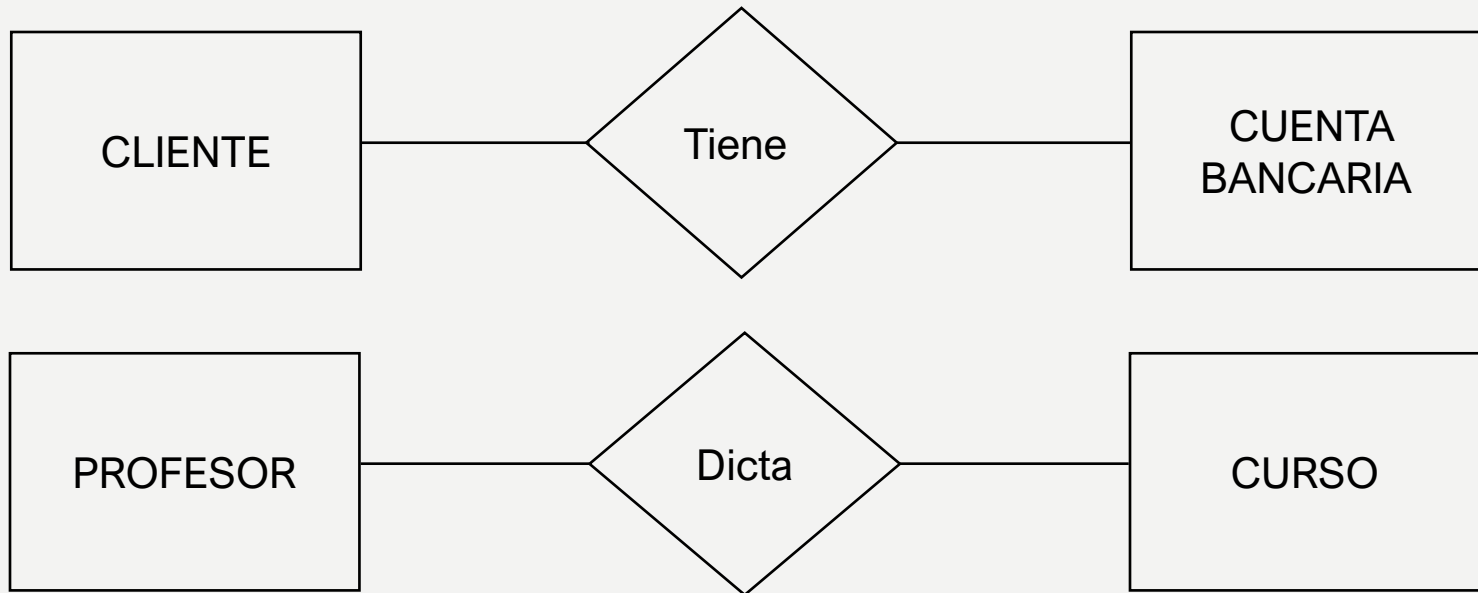 CLIENTE
Tiene
CUENTA
BANCARIA
PROFESOR
Dicta
CURSO